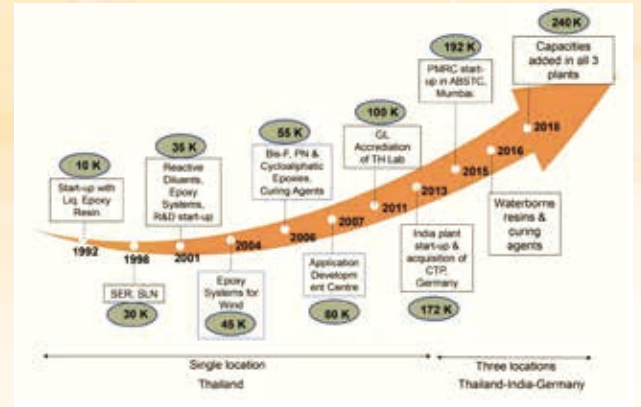 10 K
Start-up with
Liq. Epoxy
Resin
1992
1998
SER, SLN
30 K
35 K
Reactive
Diluents,
Epoxy
Systems,
R&D start-up
2001
2004
Epoxy
Systems for
Wind
45 K
55 K
Bis-F, PN &
Cycloaliphatic
Epoxies,
Curing Agents
2006
2007
Application
Developm
ent Centre
80 K
100 K
GL
Accrediation
of TH Lab
2011
2013
India plant
start-up &
acquisition of
CTP,
Germany
172 K
192 K
PMRC start-
up in ABSTC,
Mumbai.
2015
2016
Waterborne
resins &
curing
agents
240 K
Capacities
added in all 3
plants
2018
Single location
Thailand
Three locations
Thailand-India-Germany